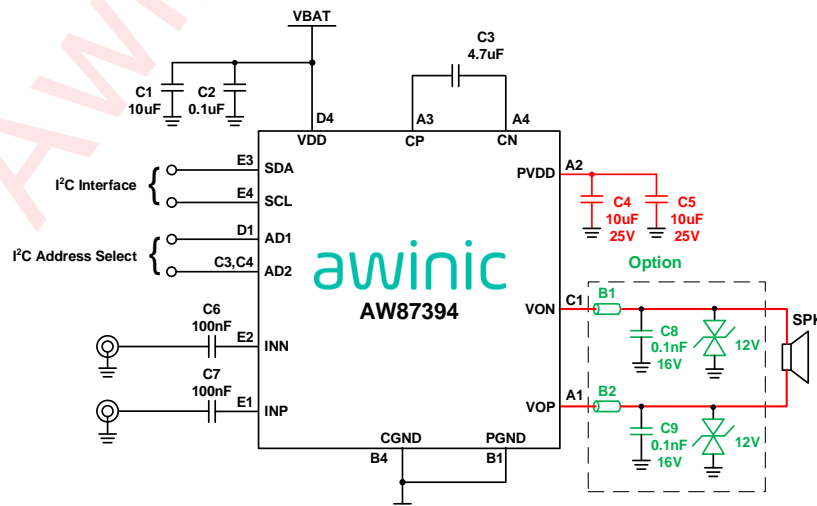 VBAT
C3
4.7uF
C1
10uF
C2
0.1uF
D4
A3
A4
VDD
CP
CN
I²C Interface
E3
SDA
E4
SCL
A2
PVDD
C4
10uF
25V
C5
10uF
25V
I²C Address Select
D1
AD1
C3,C4
AD2
awinic
AW87394
Option
C6
100nF
E2
INN
C7
100nF
E1
INP
VON
C1
B1
C8
0.1nF
16V
12V
SPK
VOP
A1
B2
C9
0.1nF
16V
12V
CGND
PGND
B4
B1